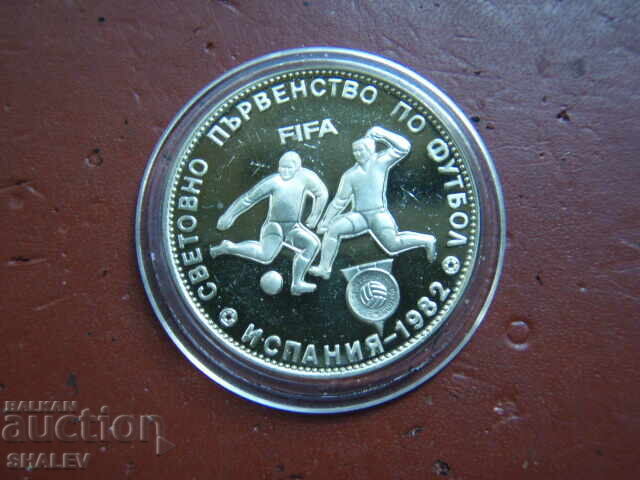 СВЕТОВНО ПЪРВЕНСТВО ПО ФУТБОЛ
FIFA
ИСПАНИЯ-1982
BALKAN
auction
SHALEV